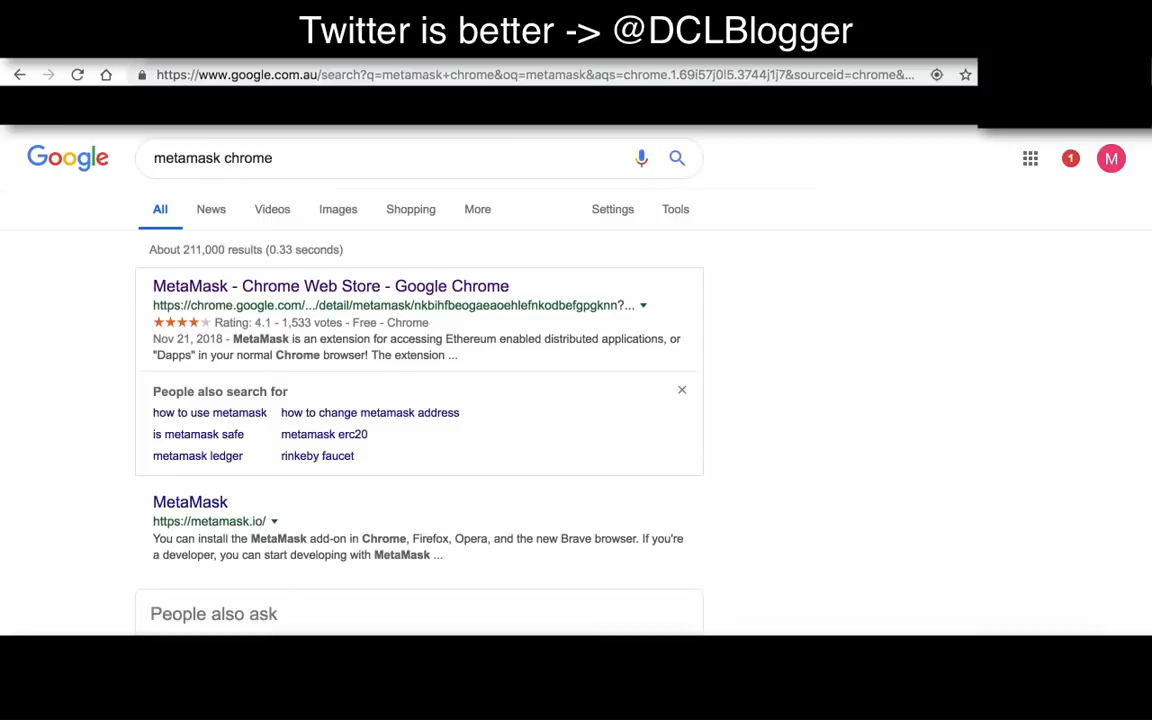 Twitter is better -> @DCLBlogger
https://www.google.com.au/search?q=metamask+chrome&oq=metamask&aqs=chrome.1.69i57j0l5.3744j1j7&sourceid=chrome&...
Google
metamask chrome
1
M
All News Videos Images Shopping More Settings Tools
About 211,000 results (0.33 seconds)
MetaMask - Chrome Web Store - Google Chrome
https://chrome.google.com/.../detail/metamask/nkbihfbeogaeaoehlefnkodbefgpgknn?...
Rating: 4.1 - 1,533 votes - Free - Chrome
Nov 21, 2018 - MetaMask is an extension for accessing Ethereum enabled distributed applications, or
"Dapps" in your normal Chrome browser! The extension ...
People also search for
how to use metamask how to change metamask address
is metamask safe metamask erc20
metamask ledger rinkeby faucet
MetaMask
https://metamask.io/
You can install the MetaMask add-on in Chrome, Firefox, Opera, and the new Brave browser. If you're
a developer, you can start developing with MetaMask ...
People also ask